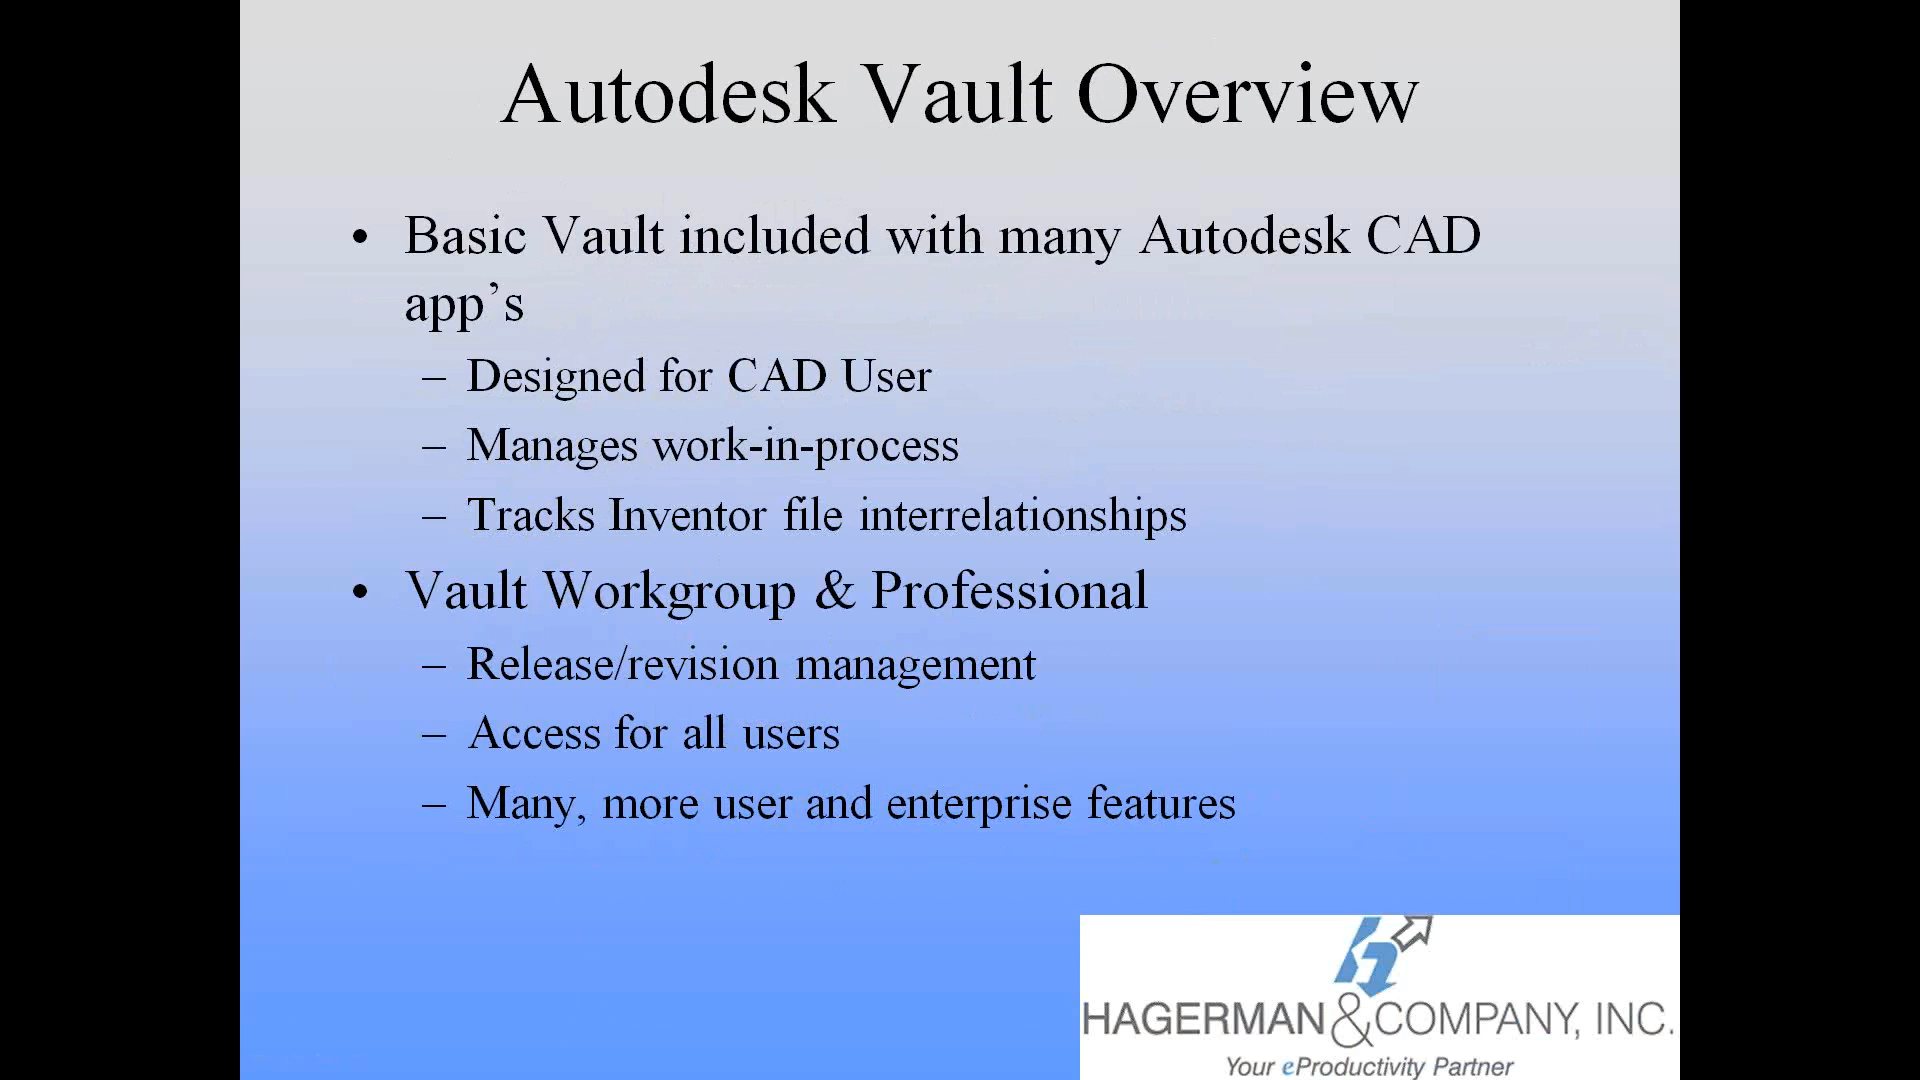 Autodesk Vault Overview
• Basic Vault included with many Autodesk CAD
app’s
– Designed for CAD User
– Manages work-in-process
– Tracks Inventor file interrelationships
• Vault Workgroup & Professional
– Release/revision management
– Access for all users
– Many, more user and enterprise features
HAGERMAN & COMPANY, INC.
Your eProductivity Partner